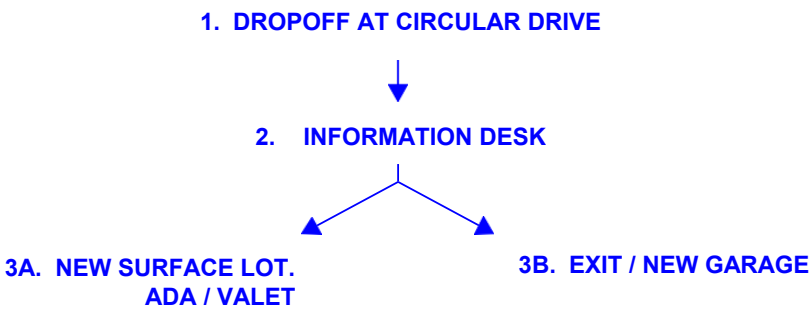 1. DROPOFF AT CIRCULAR DRIVE
2. INFORMATION DESK
3A. NEW SURFACE LOT.
ADA / VALET
3B. EXIT / NEW GARAGE